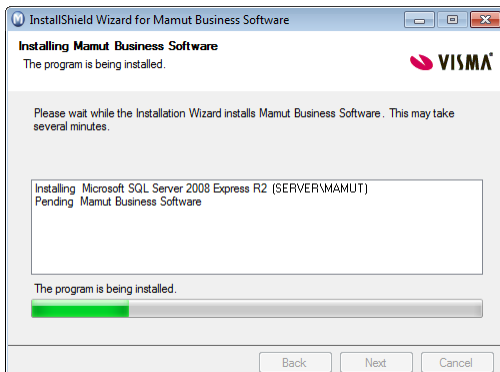 InstallShield Wizard for Mamut Business Software
Installing Mamut Business Software
The program is being installed.
VISMA
Please wait while the Installation Wizard installs Mamut Business Software. This may take
several minutes.
Installing Microsoft SQL Server 2008 Express R2 (SERVER\MAMUT)
Pending Mamut Business Software
The program is being installed.
Back Next Cancel